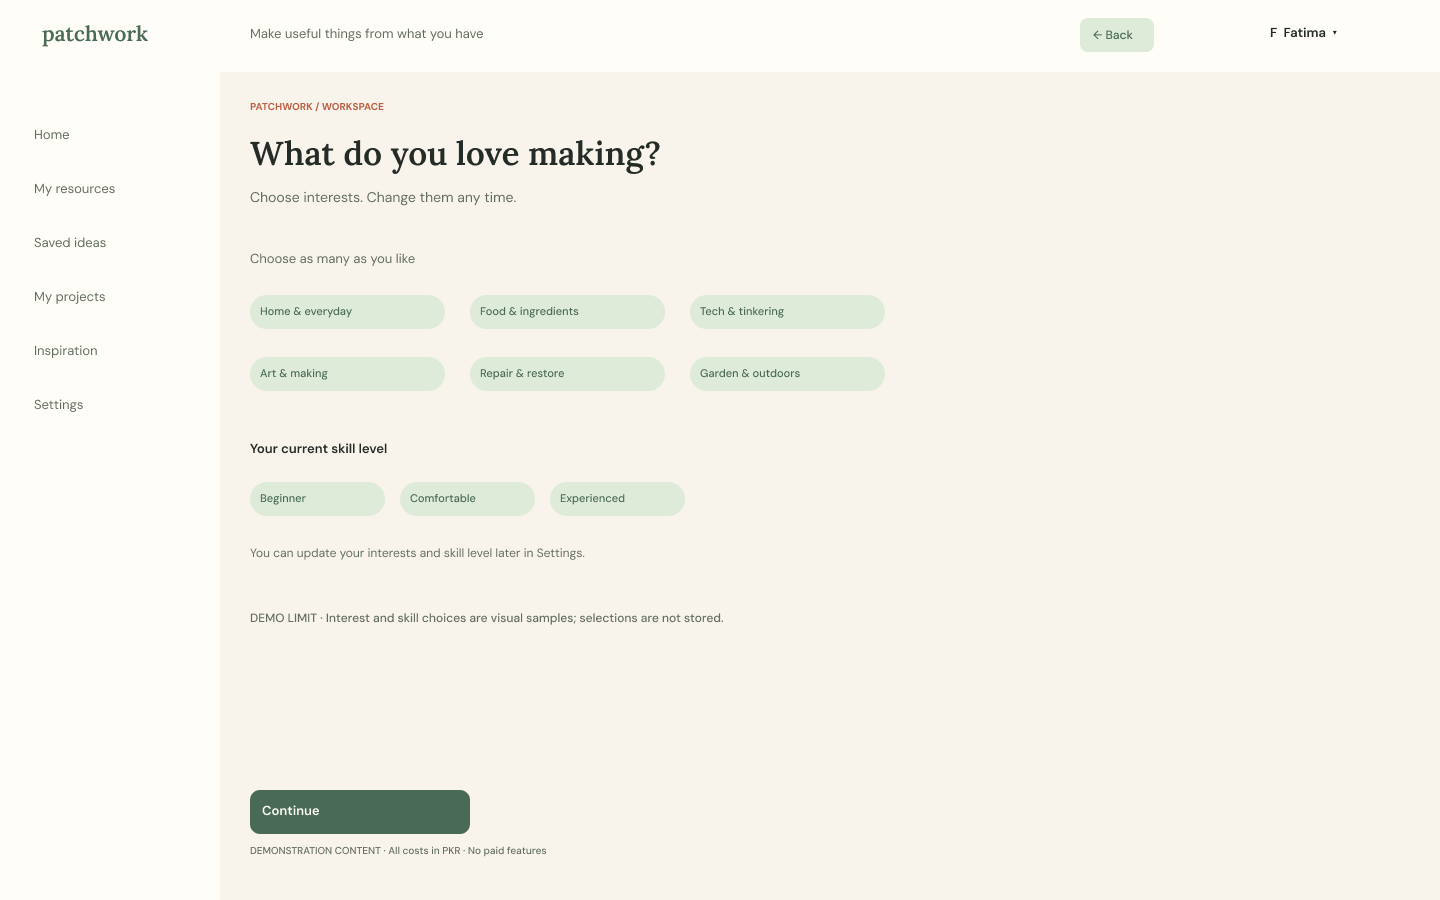 patchwork
Make useful things from what you have
← Back
F Fatima ▾
Home
My resources
Saved ideas
My projects
Inspiration
Settings
PATCHWORK / WORKSPACE
What do you love making?
Choose interests. Change them any time.
Choose as many as you like
Home & everyday
Food & ingredients
Tech & tinkering
Art & making
Repair & restore
Garden & outdoors
Your current skill level
Beginner
Comfortable
Experienced
You can update your interests and skill level later in Settings.
DEMO LIMIT · Interest and skill choices are visual samples; selections are not stored.
Continue
DEMONSTRATION CONTENT · All costs in PKR · No paid features